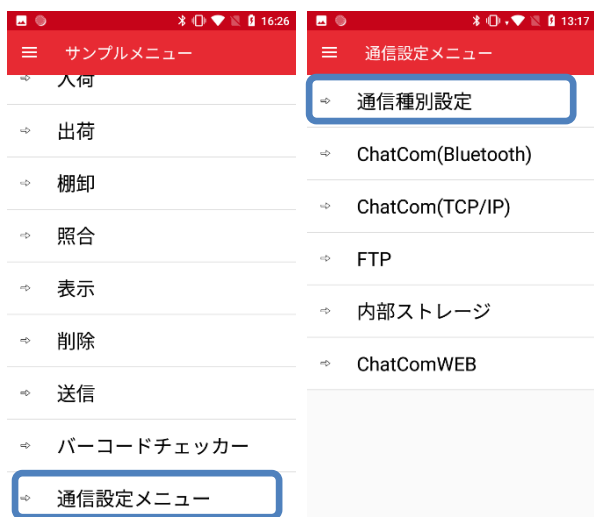 16:26
サンプルメニュー
入荷
出荷
棚卸
照合
表示
削除
送信
バーコードチェッカー
通信設定メニュー
13:17
通信設定メニュー
通信種別設定
ChatCom(Bluetooth)
ChatCom(TCP/IP)
FTP
内部ストレージ
ChatComWEB